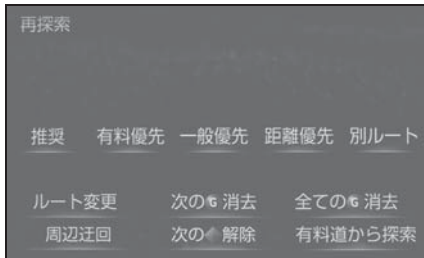 再探索
推奨 有料優先 一般優先 距離優先 別ルート
ルート変更 次のG消去 全てのG消去
周辺迂回 次の 解除 有料道から探索